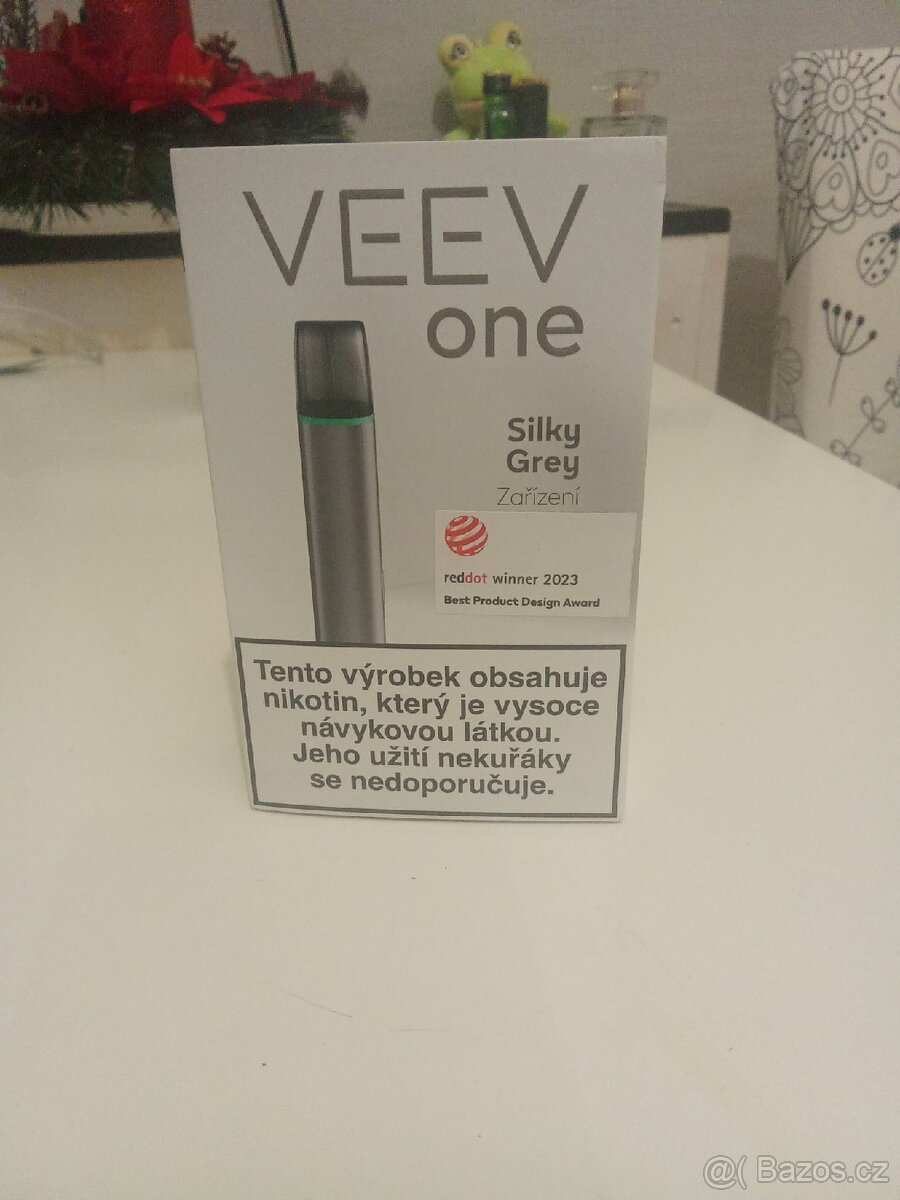 VEEV
one
Silky
Grey
Zařízení
reddot winner 2023
Best Product Design Award
Tento výrobek obsahuje
nikotin, který je vysoce
návykovou látkou.
Jeho užití nekuřáky
se nedoporučuje.
@( Bazos.cz